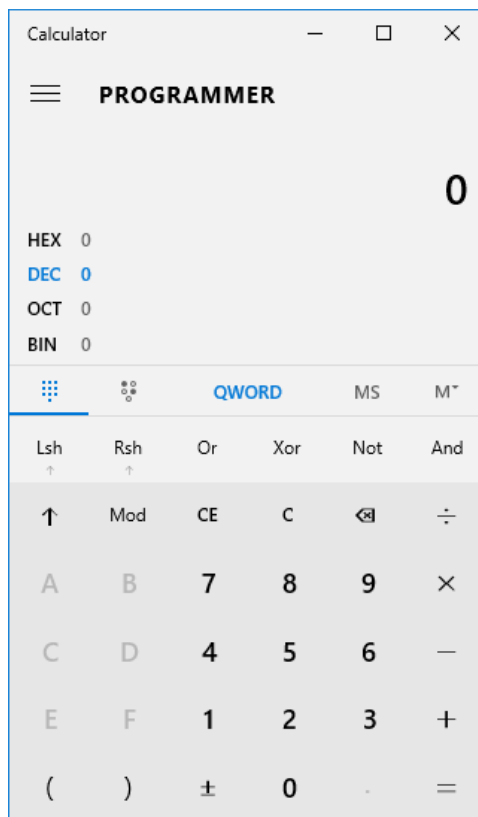 Calculator
PROGRAMMER
0
HEX 0
DEC 0
OCT 0
BIN 0
QWORD MS M
Lsh Rsh Or Xor Not And
↑ Mod CE C ÷
A B 7 8 9 ×
C D 4 5 6 −
E F 1 2 3 +
( ) ± 0 . =